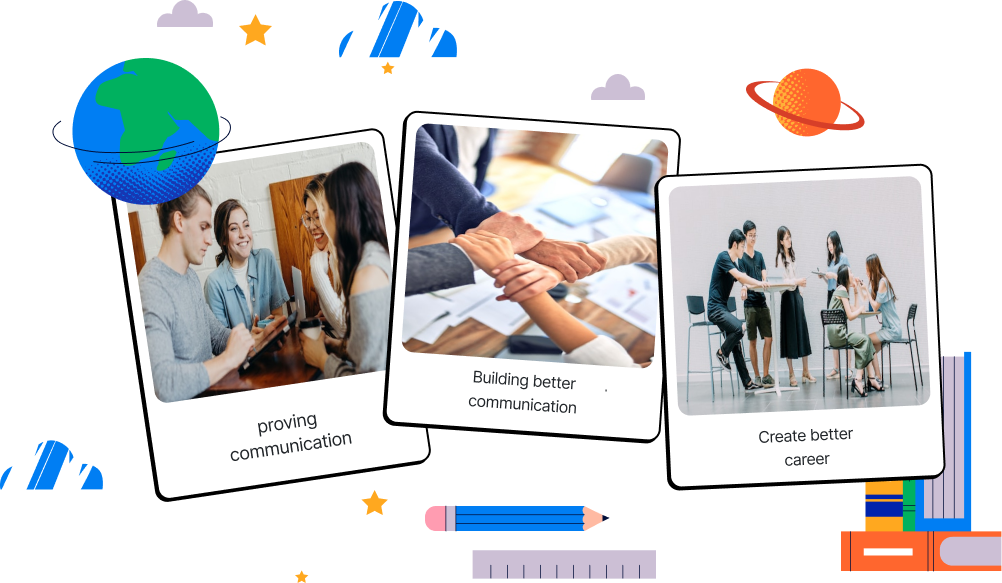 proving
communication
Building better
communication
Create better
career